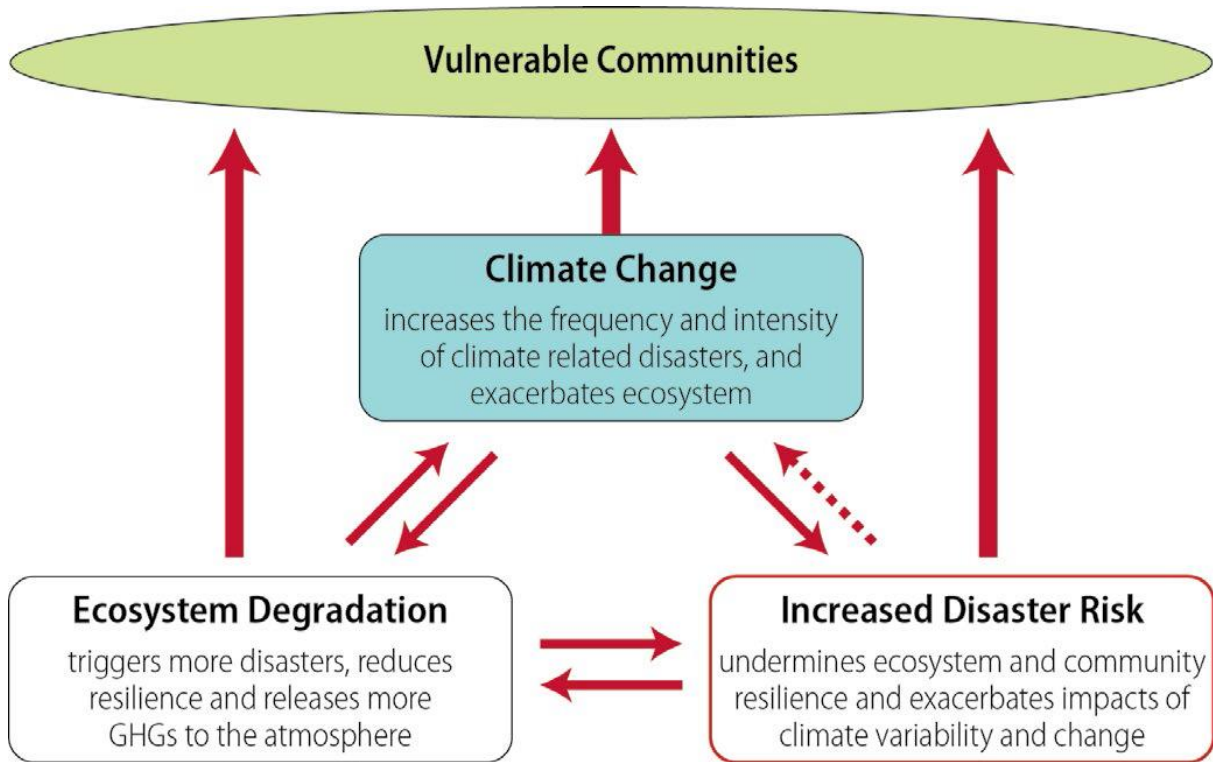 Vulnerable Communities
Climate Change
increases the frequency and intensity
of climate related disasters, and
exacerbates ecosystem
Ecosystem Degradation
triggers more disasters, reduces
resilience and releases more
GHGs to the atmosphere
Increased Disaster Risk
undermines ecosystem and community
resilience and exacerbates impacts of
climate variability and change